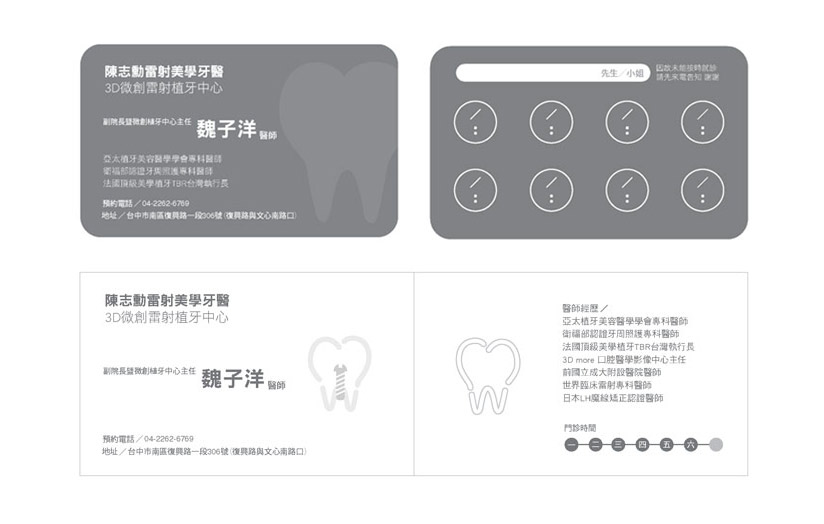 陳志勳雷射美學牙醫
3D微創雷射植牙中心
副院長暨微創植牙中心主任 魏子洋 醫師
亞太植牙美容醫學學會專科醫師
衛福部認證牙周照護專科醫師
法國頂級美學植牙TBR台灣執行長
預約電話／04-2262-6769
地址／台中市南區復興路一段306號(復興路與文心南路口)
先生／小姐
因故未能按時就診
請先來電告知 謝謝
／ ：
／ ：
／ ：
／ ：
／ ：
／ ：
／ ：
／ ：
陳志勳雷射美學牙醫
3D微創雷射植牙中心
副院長暨微創植牙中心主任 魏子洋 醫師
預約電話／04-2262-6769
地址／台中市南區復興路一段306號(復興路與文心南路口)
醫師經歷／
亞太植牙美容醫學學會專科醫師
衛福部認證牙周照護專科醫師
法國頂級美學植牙TBR台灣執行長
3D more 口腔醫學影像中心主任
前國立成大附設醫院醫師
世界臨床雷射專科醫師
日本LH魔線矯正認證醫師
門診時間
一 二 三 四 五 六